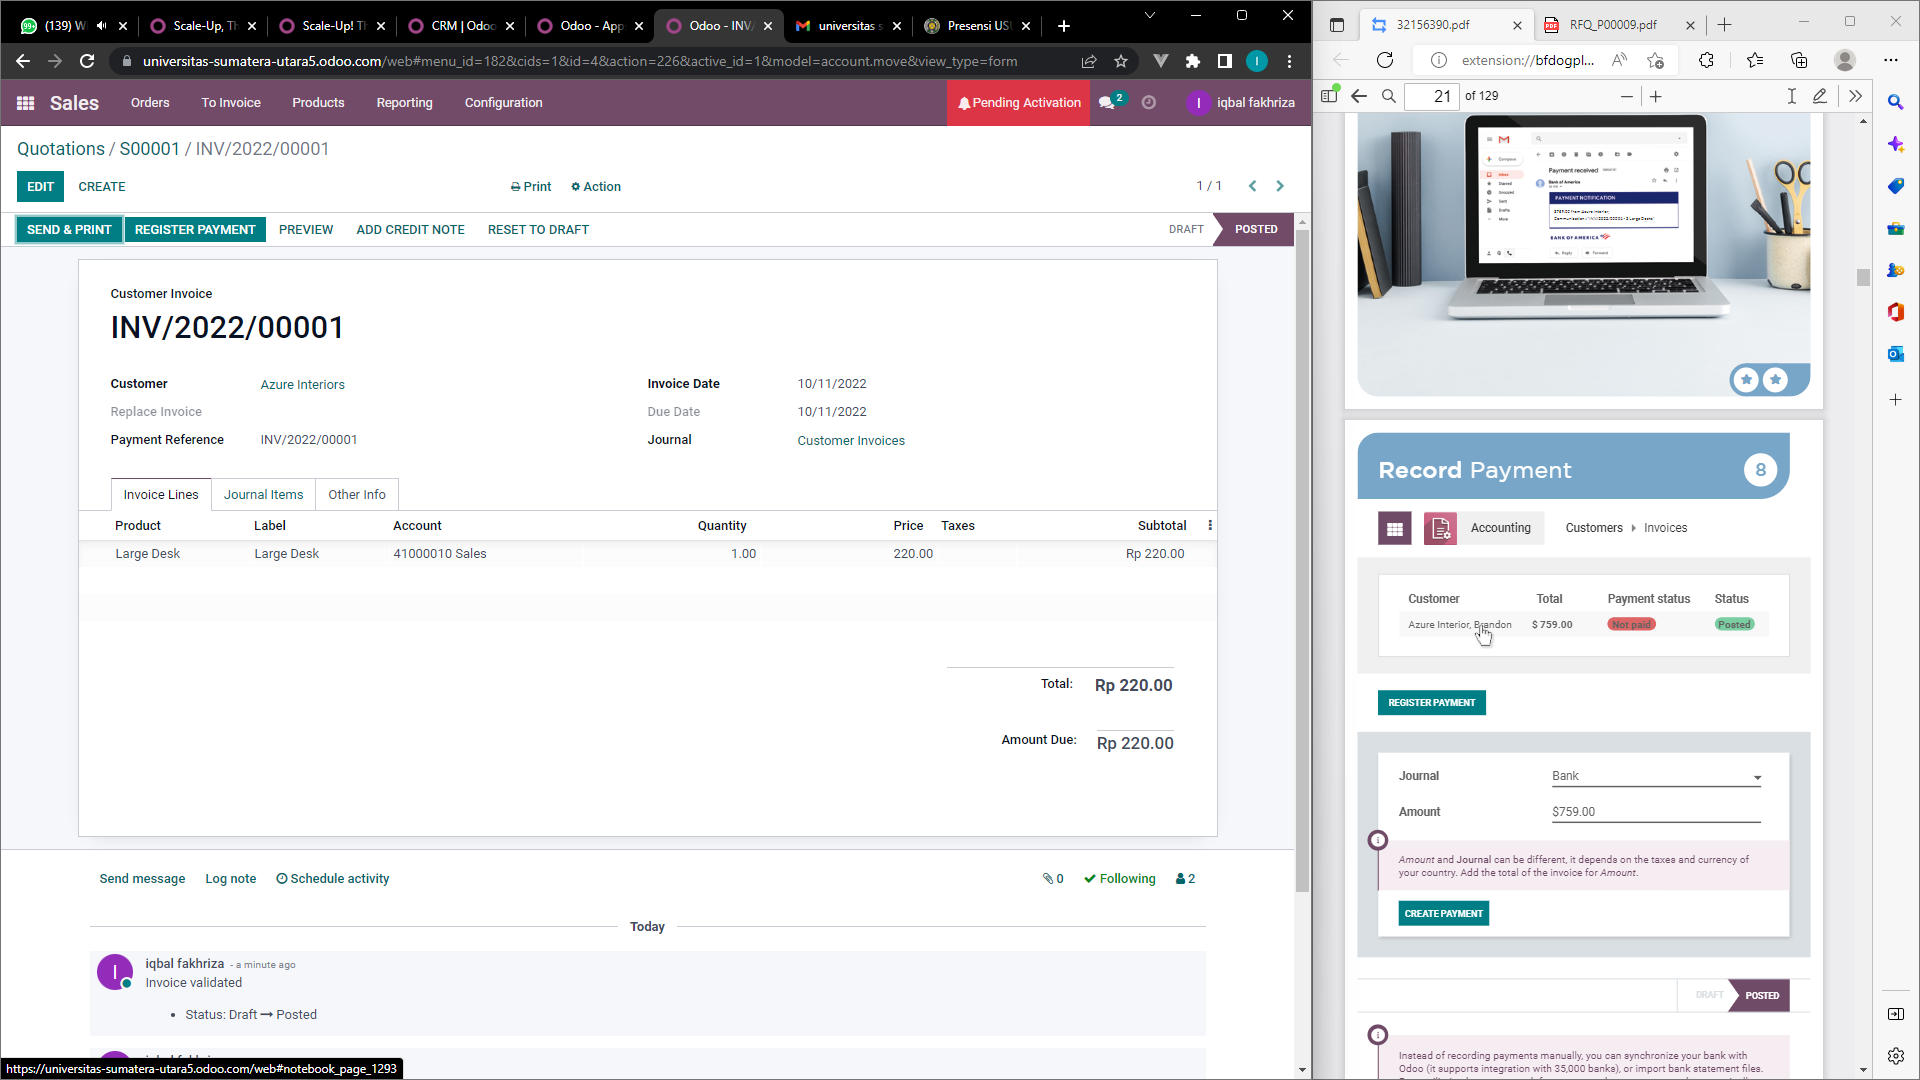 (139) W
Scale-Up, Th
Scale-Up! Th
CRM | Odoo
Odoo - App
Odoo - INV/
universitas s
Presensi USU
universitas-sumatera-utara5.odoo.com/web#menu_id=182&cids=1&id=4&action=226&active_id=1&model=account.move&view_type=form
Sales
Orders
To Invoice
Products
Reporting
Configuration
Pending Activation
2
I
iqbal fakhriza
Quotations / S00001 / INV/2022/00001
EDIT
CREATE
Print
Action
1 / 1
SEND & PRINT
REGISTER PAYMENT
PREVIEW
ADD CREDIT NOTE
RESET TO DRAFT
DRAFT
POSTED
Customer Invoice
INV/2022/00001
Customer
Azure Interiors
Invoice Date
10/11/2022
Replace Invoice
Due Date
10/11/2022
Payment Reference
INV/2022/00001
Journal
Customer Invoices
Invoice Lines
Journal Items
Other Info
Product
Label
Account
Quantity
Price
Taxes
Subtotal
Large Desk
Large Desk
41000010 Sales
1.00
220.00
Rp 220.00
Total:
Rp 220.00
Amount Due:
Rp 220.00
Send message
Log note
Schedule activity
0
Following
2
Today
I
iqbal fakhriza - a minute ago
Invoice validated
Status: Draft → Posted
https://universitas-sumatera-utara5.odoo.com/web#notebook_page_1293
32156390.pdf
RFQ_P00009.pdf
extension://bfdogpl...
21
of 129
Compose
Payment received
Bank of America
PAYMENT NOTIFICATION
BANK OF AMERICA
Reply
Forward
Record Payment
8
Accounting
Customers
Invoices
Customer
Total
Payment status
Status
Azure Interior, Brandon
$ 759.00
Not paid
Posted
REGISTER PAYMENT
Journal
Bank
Amount
$759.00
Amount and Journal can be different, it depends on the taxes and currency of
your country. Add the total of the invoice for Amount.
CREATE PAYMENT
DRAFT
POSTED
Instead of recording payments manually, you can synchronize your bank with
Odoo (it supports integration with 35,000 banks), or import bank statement files.